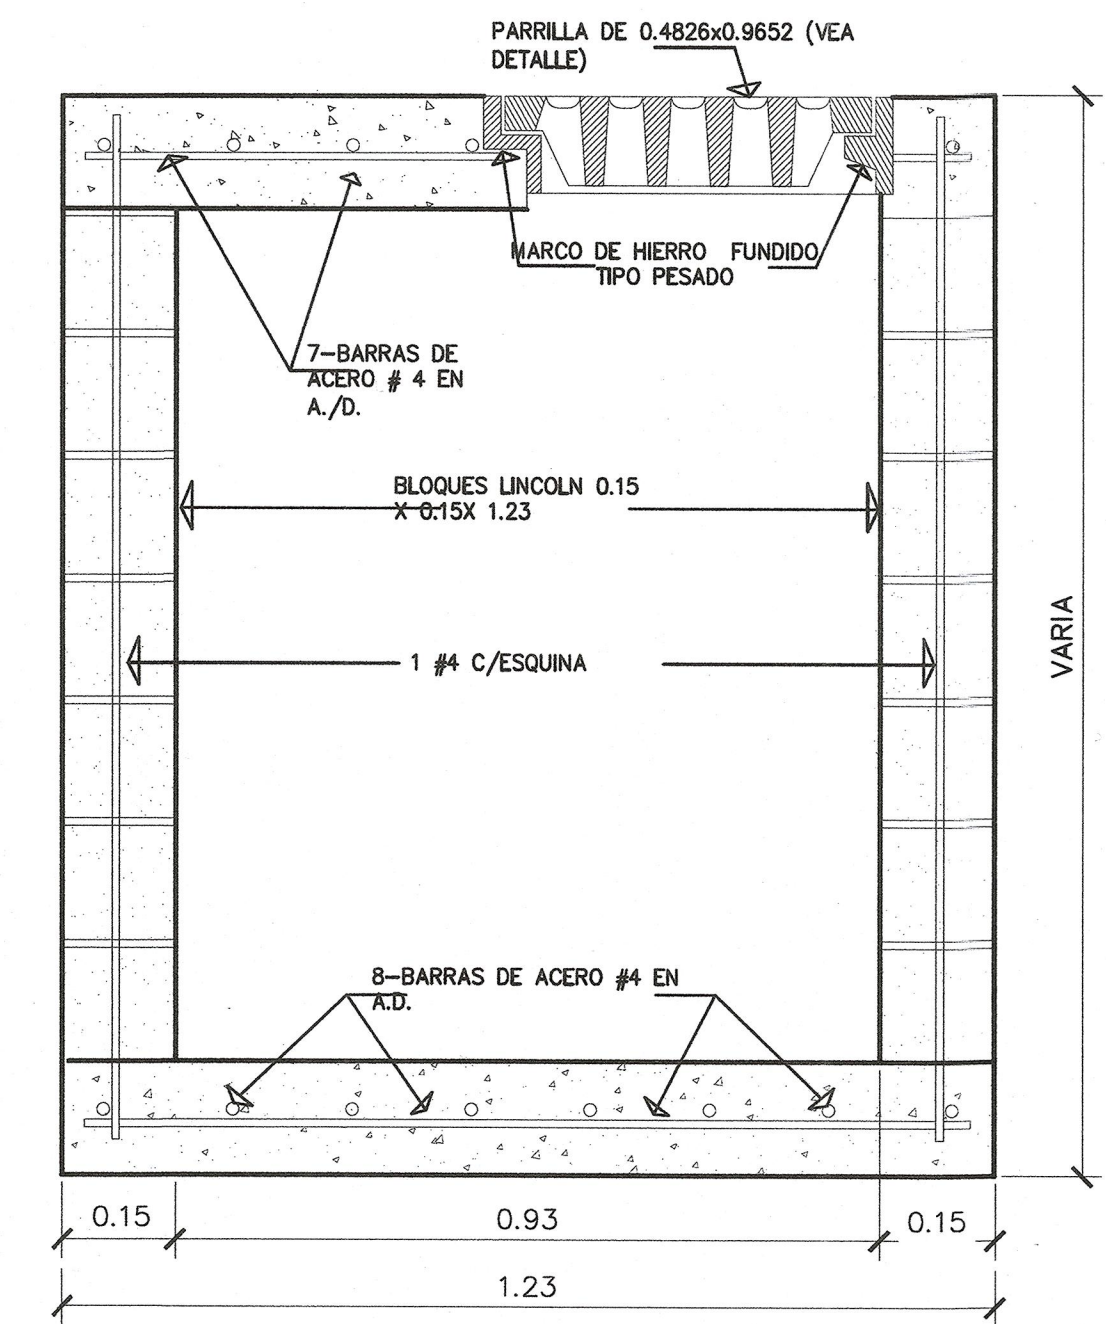 PARRILLA DE 0.4826x0.9652 (VEA
DETALLE)
MARCO DE HIERRO FUNDIDO
TIPO PESADO
7-BARRAS DE
ACERO # 4 EN
A./D.
BLOQUES LINCOLN 0.15
X 0.15X 1.23
1 #4 C/ESQUINA
VARIA
8-BARRAS DE ACERO #4 EN
A.D.
0.15
0.93
0.15
1.23